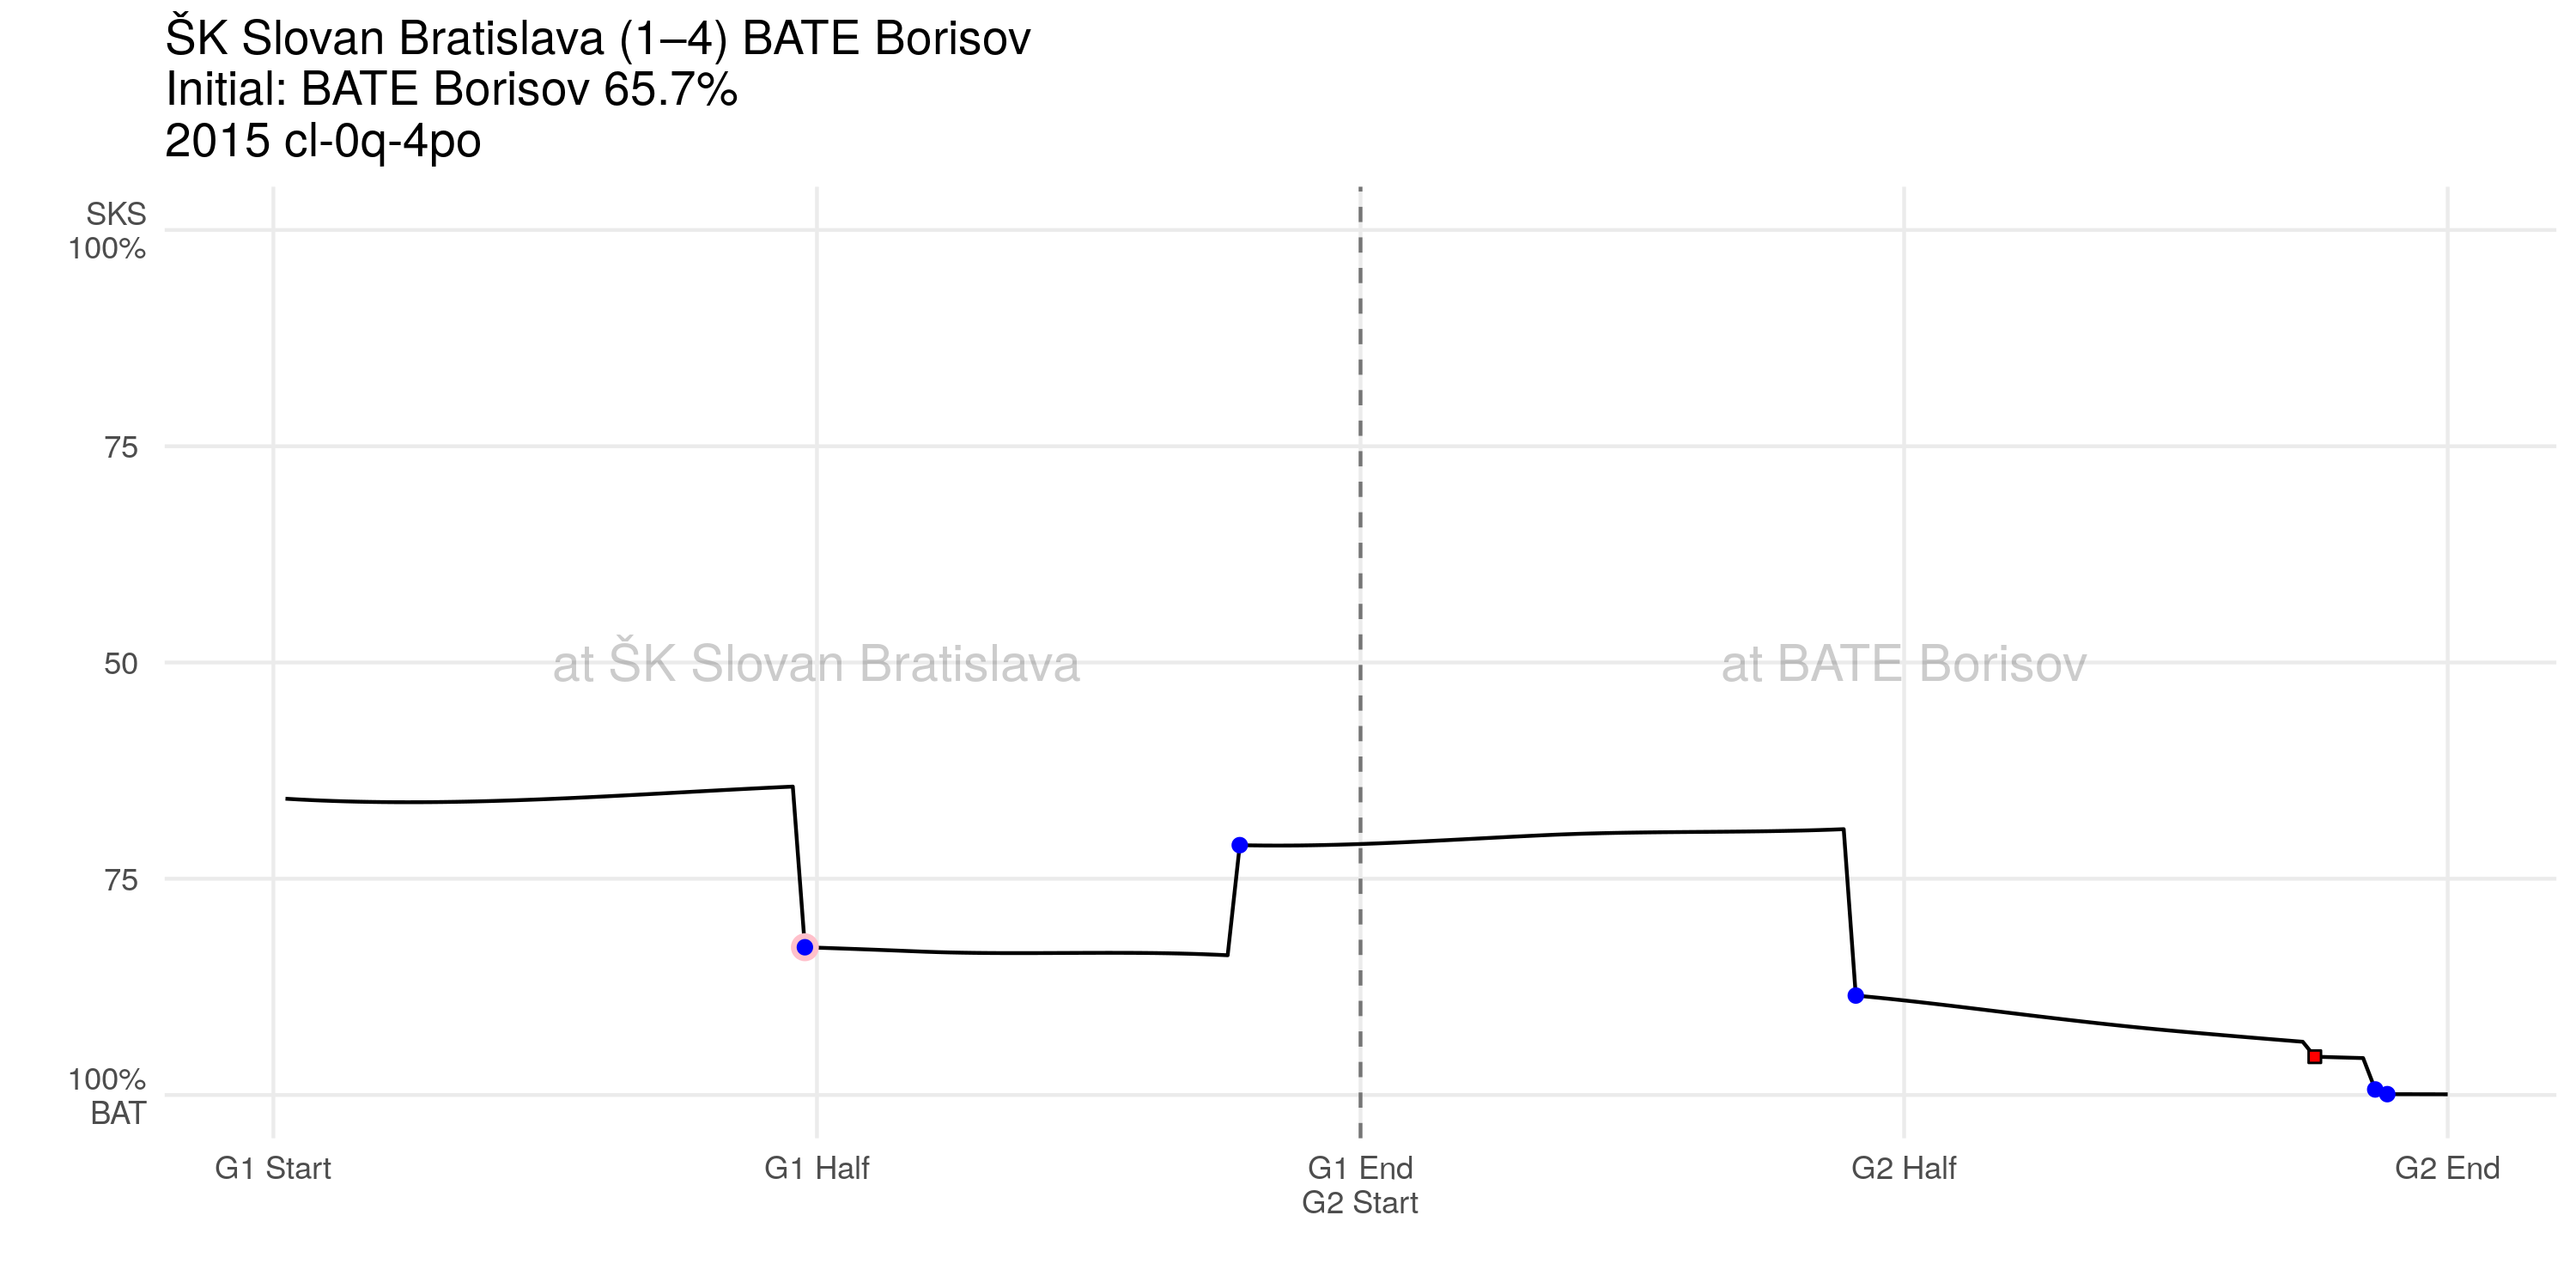 ŠK Slovan Bratislava (1–4) BATE Borisov
Initial: BATE Borisov 65.7%
2015 cl-0q-4po
SKS
100%
75
50
75
100%
BAT
at ŠK Slovan Bratislava
at BATE Borisov
G1 Start
G1 Half
G1 End
G2 Start
G2 Half
G2 End